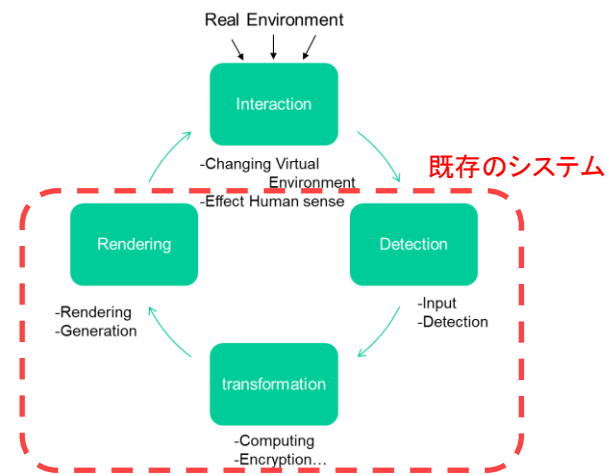 Real Environment
Interaction
-Changing Virtual
Environment
-Effect Human sense
既存のシステム
Rendering
Detection
-Rendering
-Generation
-Input
-Detection
transformation
-Computing
-Encryption…